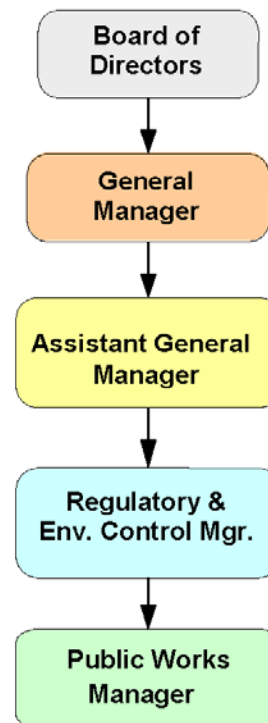 Board of
Directors
General
Manager
Assistant General
Manager
Regulatory &
Env. Control Mgr.
Public Works
Manager